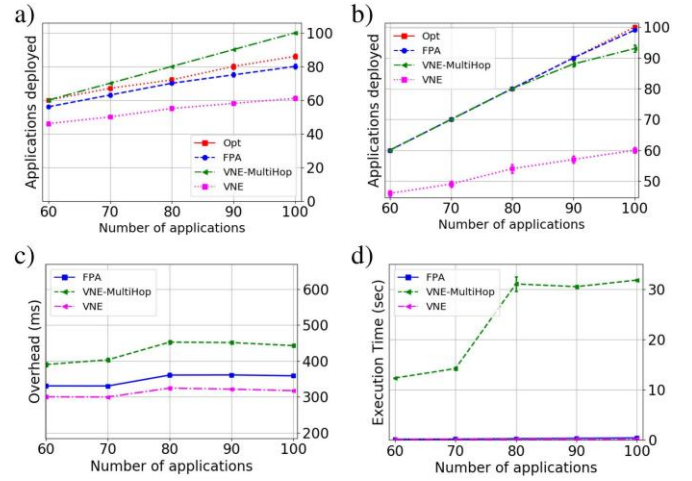 a)
Applications deployed
100
80
60
40
20
0
Opt
FPA
VNE-MultiHop
VNE
60 70 80 90 100
Number of applications
b)
Applications deployed
100
90
80
70
60
50
Opt
FPA
VNE-MultiHop
VNE
60 70 80 90 100
Number of applications
c)
Overhead (ms)
600
500
400
300
200
FPA
VNE-MultiHop
VNE
60 70 80 90 100
Number of applications
d)
Execution Time (sec)
30
20
10
0
FPA
VNE-MultiHop
VNE
60 70 80 90 100
Number of applications